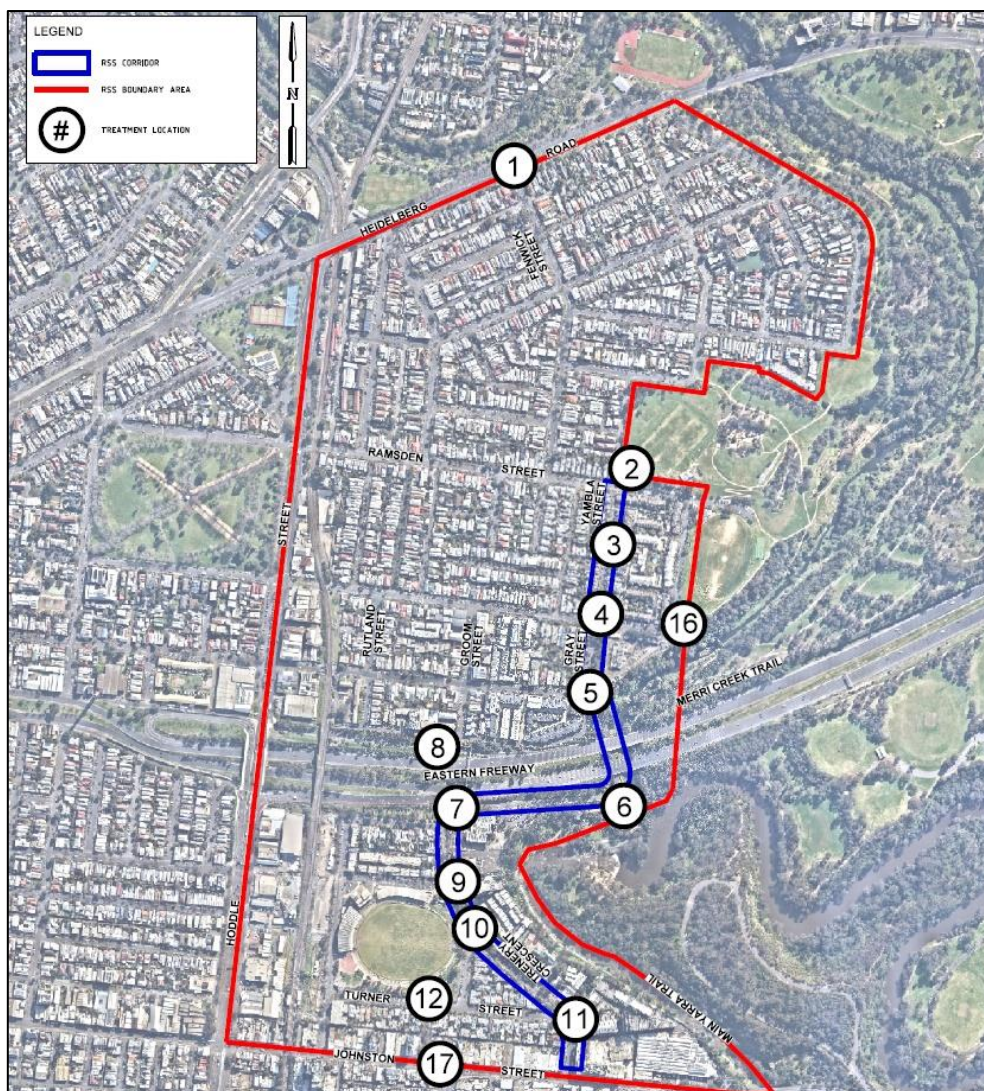 LEGEND
RSS CORRIDOR
RSS BOUNDARY AREA
#
TREATMENT LOCATION
N
1
ROAD
HEIDELBERG
FENWICK
STREET
RAMSDEN
STREET
2
YAMBLA
STREET
3
STREET
4
16
RUTLAND
STREET
GROOM
STREET
GRAY
STREET
5
MERRI CREEK TRAIL
8
EASTERN FREEWAY
7
6
9
10
HODDLE
TRENERY
CRESCENT
TURNER
12
STREET
11
MAIN YARRA TRAIL
JOHNSTON
17
STREET